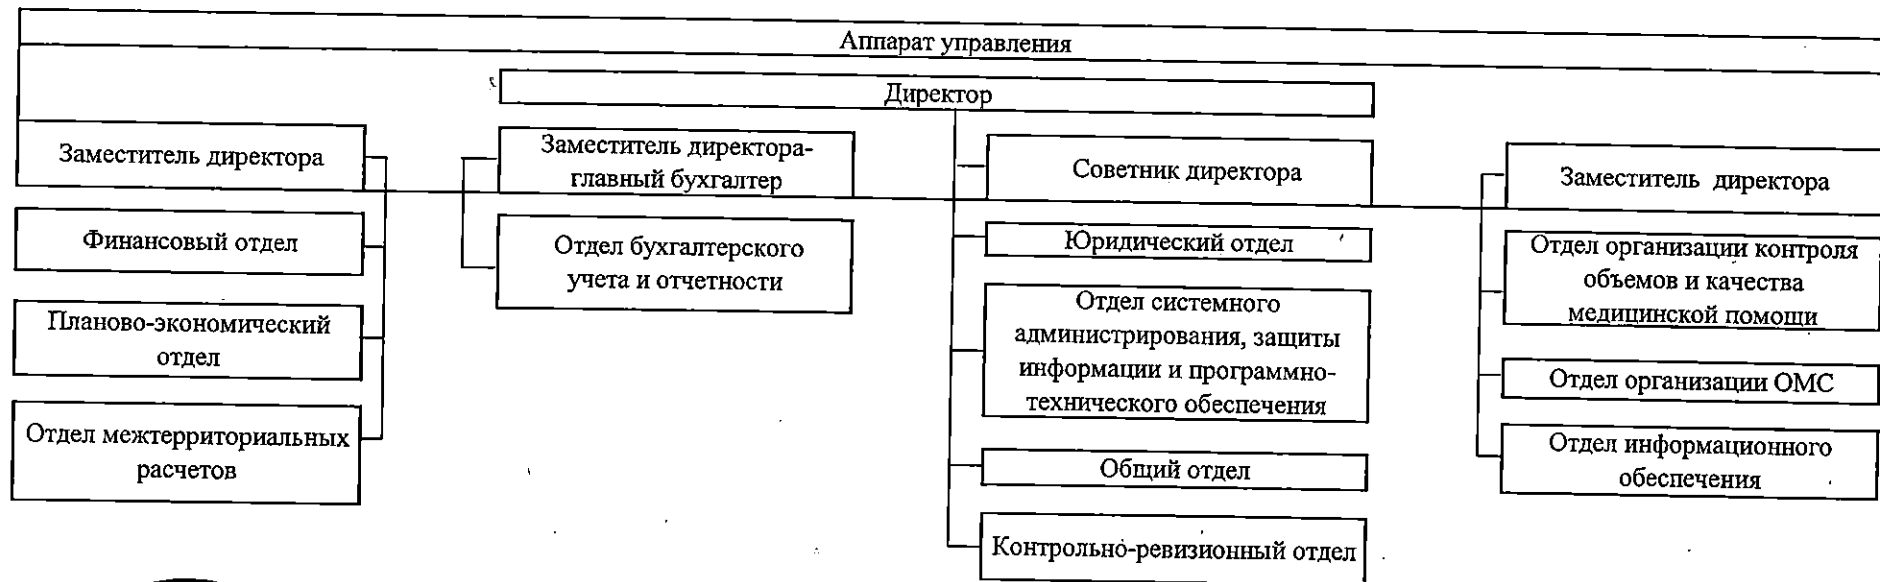 Аппарат управления
Директор
Заместитель директора
Финансовый отдел
Планово-экономический
отдел
Отдел межтерриториальных
расчетов
Заместитель директора-
главный бухгалтер
Отдел бухгалтерского
учета и отчетности
Советник директора
Юридический отдел
Отдел системного
администрирования, защиты
информации и программно-
технического обеспечения
Общий отдел
Контрольно-ревизионный отдел
Заместитель директора
Отдел организации контроля
объемов и качества
медицинской помощи
Отдел организации ОМС
Отдел информационного
обеспечения